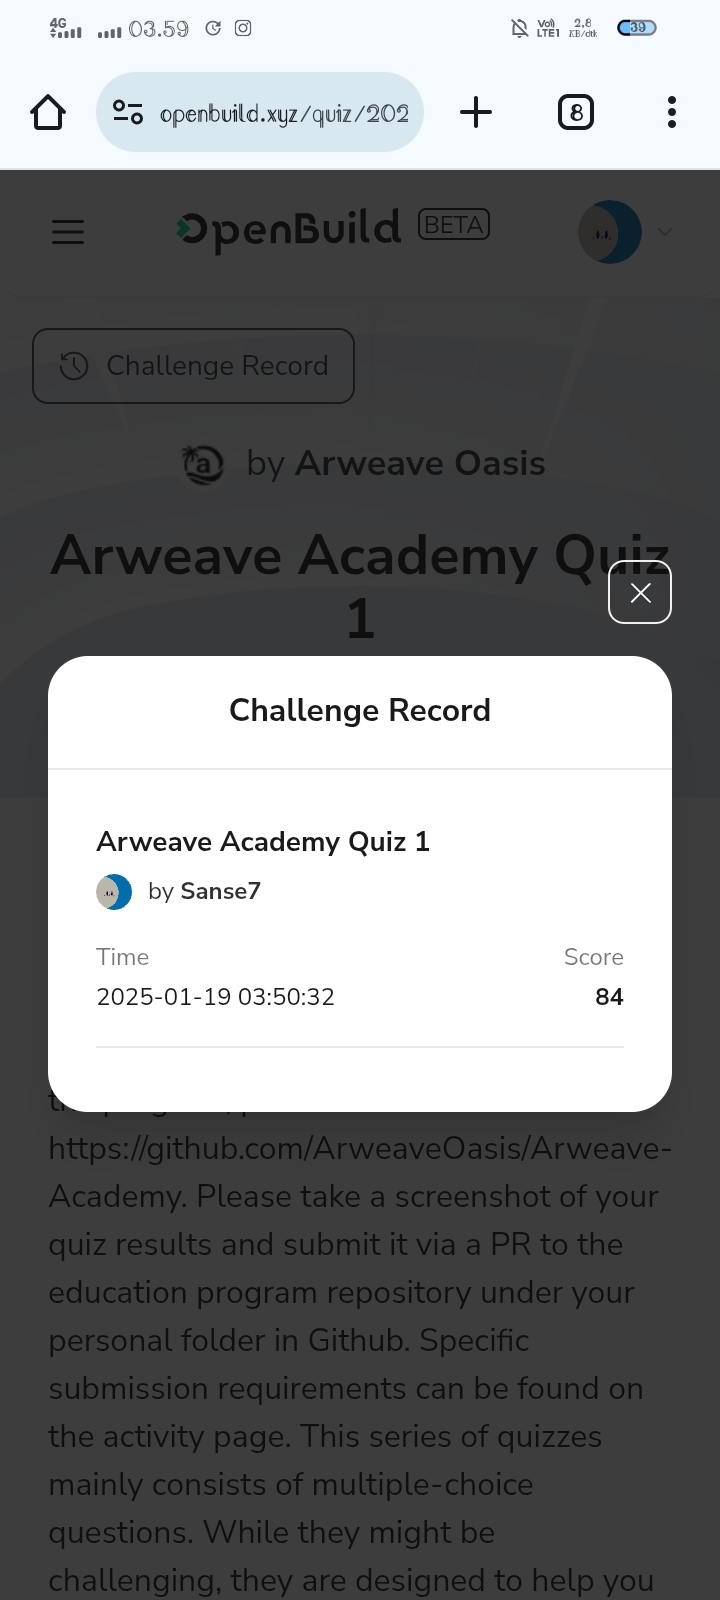 4G 03.59 Vo) LTE1 2,8 KB/dtk 39
openbuild.xyz/quiz/202 8
OpenBuild BETA
Challenge Record
by Arweave Oasis
Arweave Academy Quiz
1
Challenge Record
Arweave Academy Quiz 1
by Sanse7
Time Score
2025-01-19 03:50:32 84
https://github.com/ArweaveOasis/Arweave-
Academy. Please take a screenshot of your
quiz results and submit it via a PR to the
education program repository under your
personal folder in Github. Specific
submission requirements can be found on
the activity page. This series of quizzes
mainly consists of multiple-choice
questions. While they might be
challenging, they are designed to help you